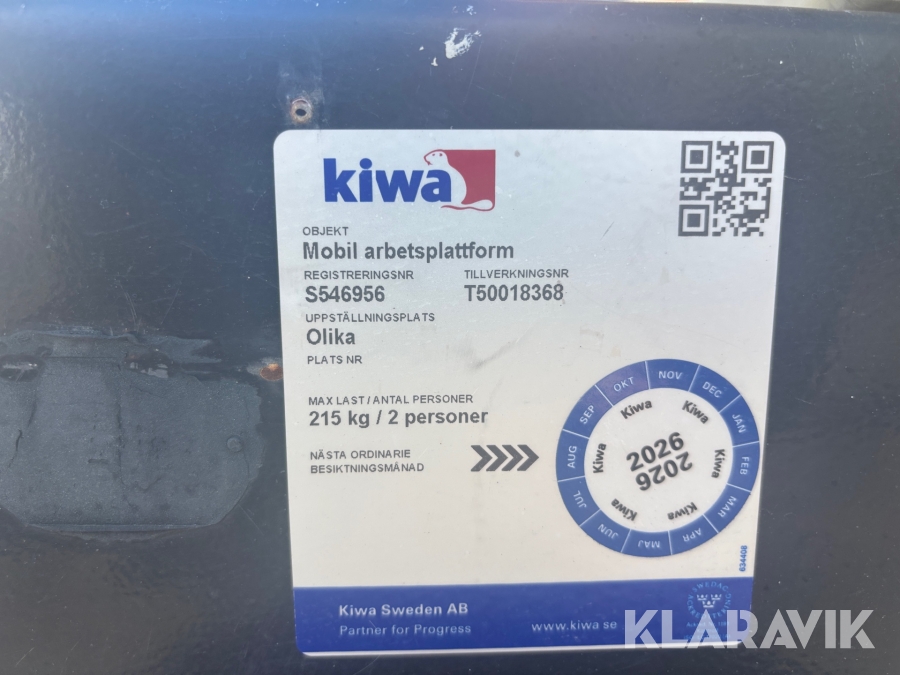 kiwa
OBJEKT
Mobil arbetsplattform
REGISTRERINGSNR TILLVERKNINGSNR
S546956 T50018368
UPPSTÄLLNINGSPLATS
Olika
PLATS NR
MAX LAST / ANTAL PERSONER
215 kg / 2 personer
NÄSTA ORDINARIE
BESIKTNINGSMÅNAD
OKT NOV DEC JAN FEB MAR APR MAJ JUN JUL AUG SEP
Kiwa Kiwa Kiwa Kiwa Kiwa Kiwa
2026
2026
634408
Kiwa Sweden AB
Partner for Progress
www.kiwa.se
KLARAVIK